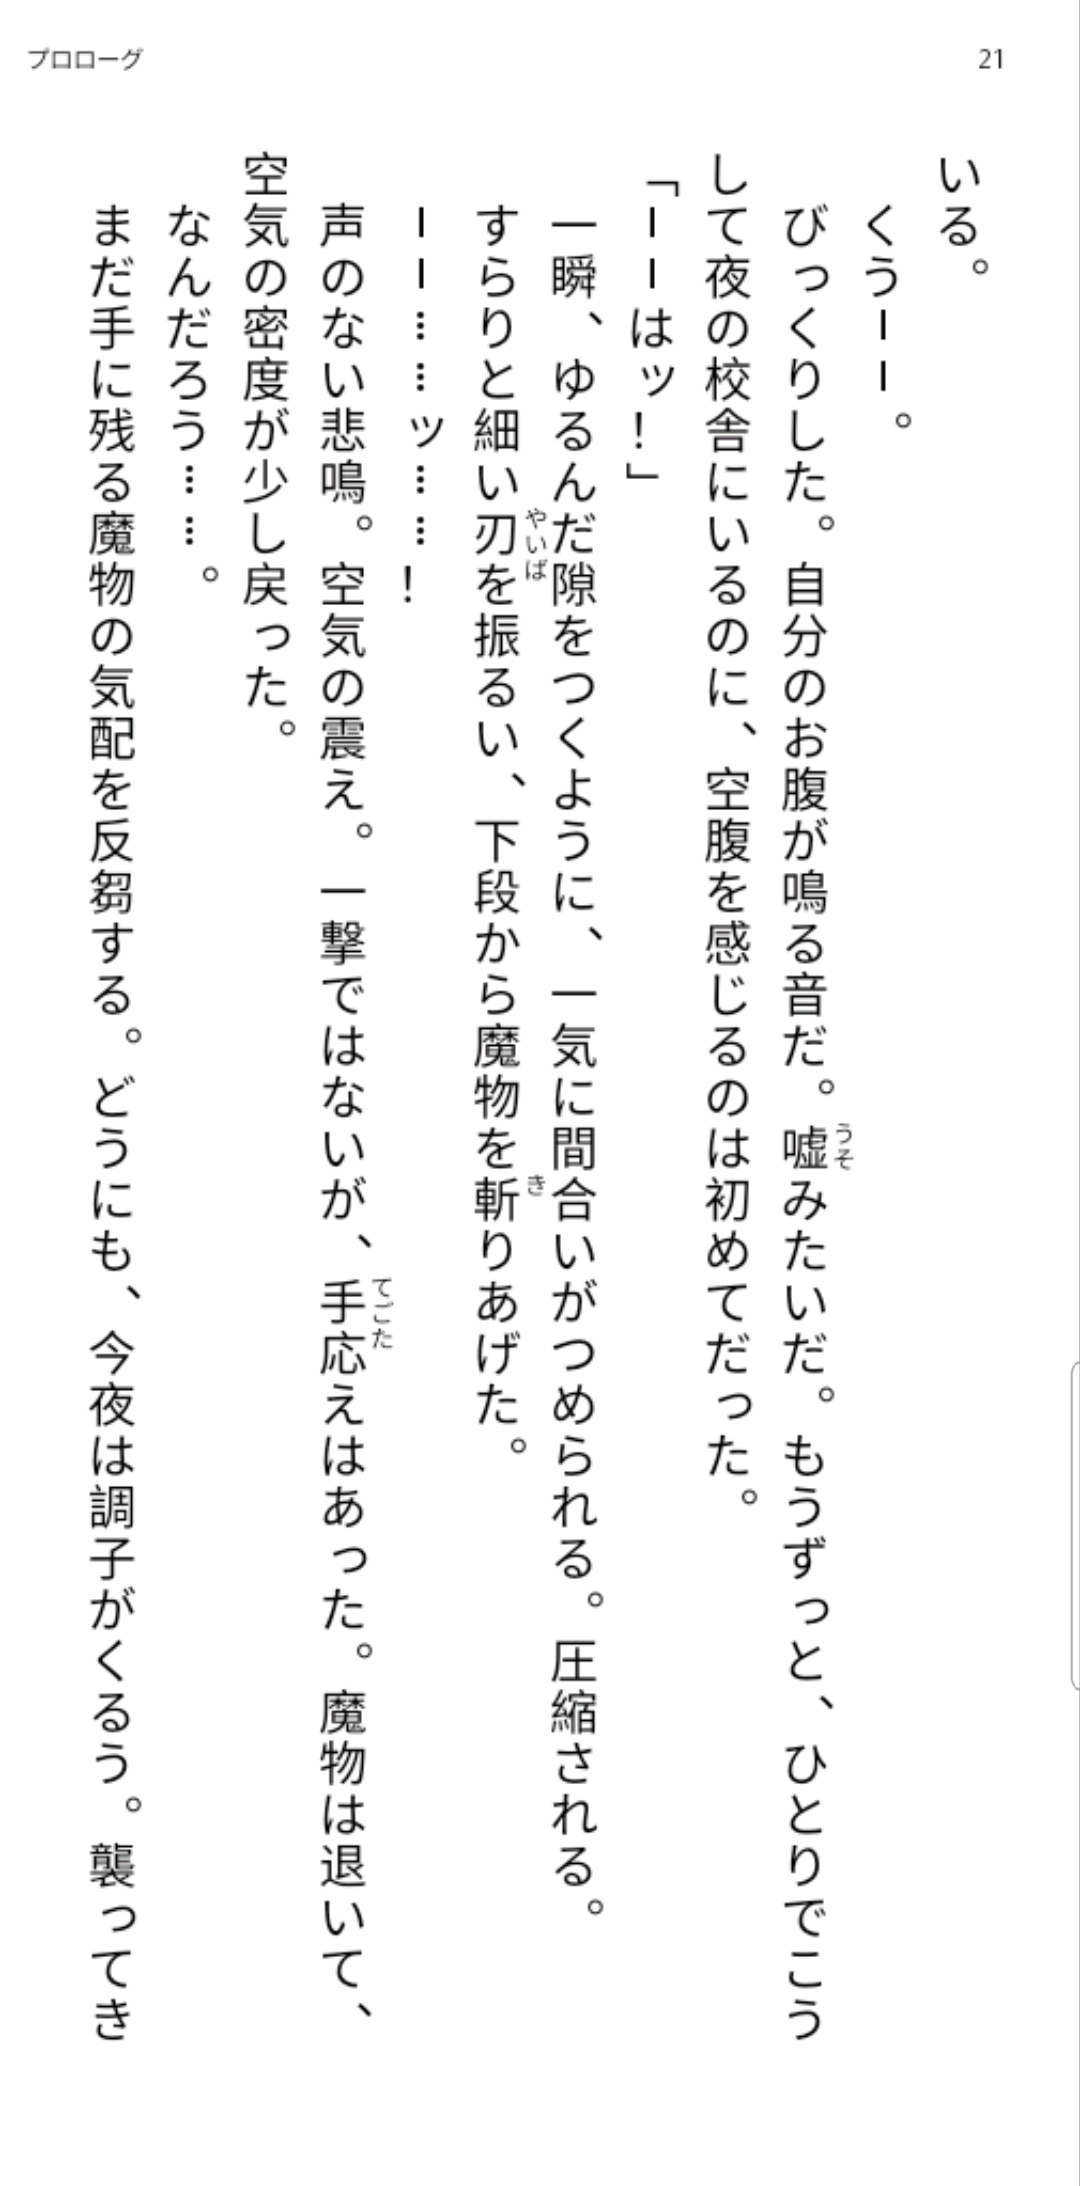 プロローグ
21
いる。
くうーー。
びっくりした。自分のお腹が鳴る音だ。嘘みたいだ。もうずっと、ひとりでこう
うそ
して夜の校舎にいるのに、空腹を感じるのは初めてだった。
「ーーはッ！」
一瞬、ゆるんだ隙をつくように、一気に間合いがつめられる。圧縮される。
すらりと細い刃を振るい、下段から魔物を斬りあげた。
やいば
き
ーー……ッ……！
声のない悲鳴。空気の震え。一撃ではないが、手応えはあった。魔物は退いて、
てごた
空気の密度が少し戻った。
なんだろう……。
まだ手に残る魔物の気配を反芻する。どうにも、今夜は調子がくるう。襲ってき